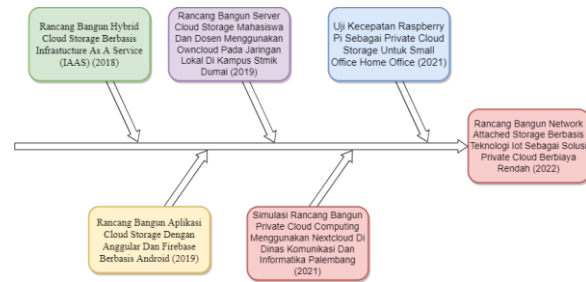 Rancang Bangun Hybrid
Cloud Storage Berbasis
Infrastucture As A Service
(IAAS) (2018)
Rancang Bangun Server
Cloud Storage Mahasiswa
Dan Dosen Menggunakan
Owncloud Pada Jaringan
Lokal Di Kampus Stmik
Dumai (2019)
Uji Kecepatan Raspberry
Pi Sebagai Private Cloud
Storage Untuk Small
Office Home Office (2021)
Rancang Bangun Network
Attached Storage Berbasis
Teknologi Iot Sebagai Solusi
Private Cloud Berbiaya
Rendah (2022)
Rancang Bangun Aplikasi
Cloud Storage Dengan
Anggular Dan Firebase
Berbasis Android (2019)
Simulasi Rancang Bangun
Private Cloud Computing
Menggunakan Nextcloud Di
Dinas Komunikasi Dan
Informatika Palembang
(2021)